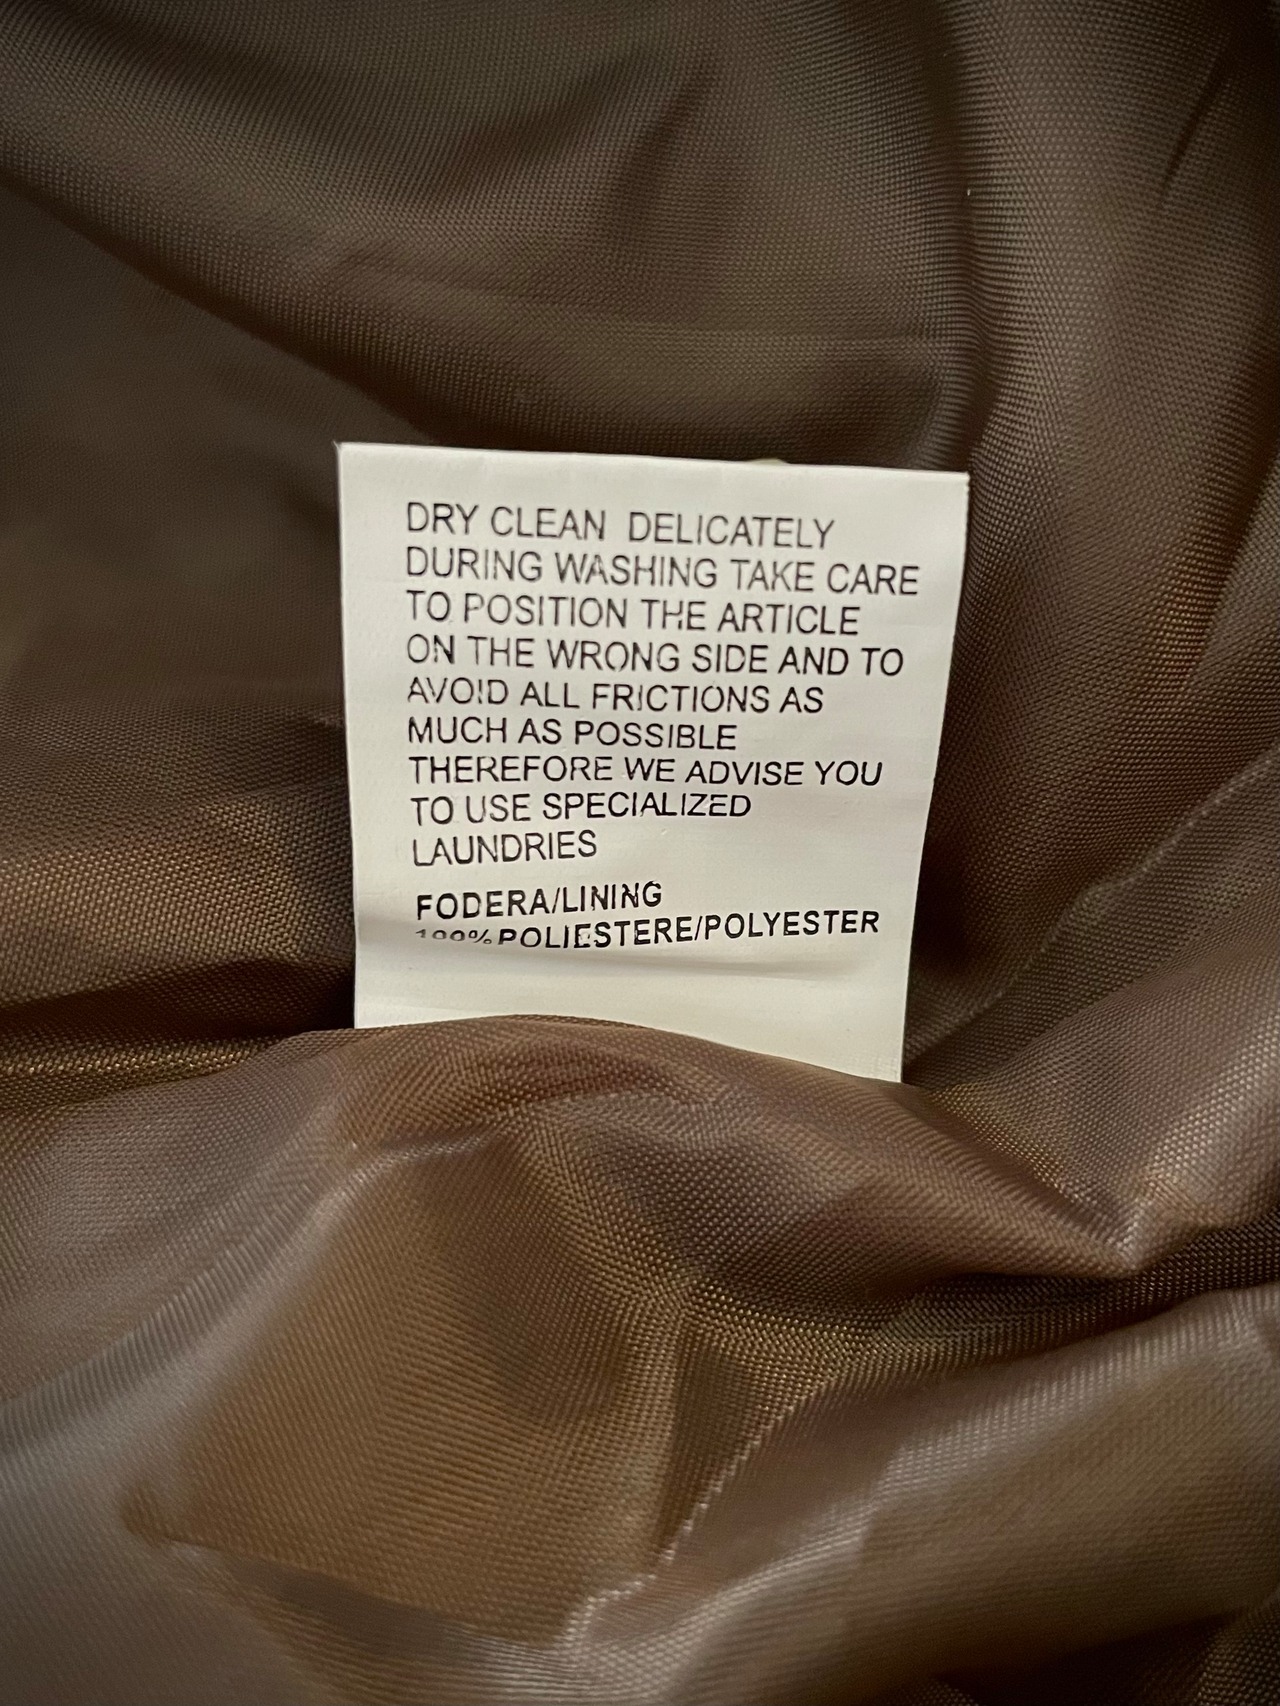 DRY CLEAN DELICATELY
DURING WASHING TAKE CARE
TO POSITION THE ARTICLE
ON THE WRONG SIDE AND TO
AVOID ALL FRICTIONS AS
MUCH AS POSSIBLE
THEREFORE WE ADVISE YOU
TO USE SPECIALIZED
LAUNDRIES
FODERA/LINING
100% POLIESTERE/POLYESTER